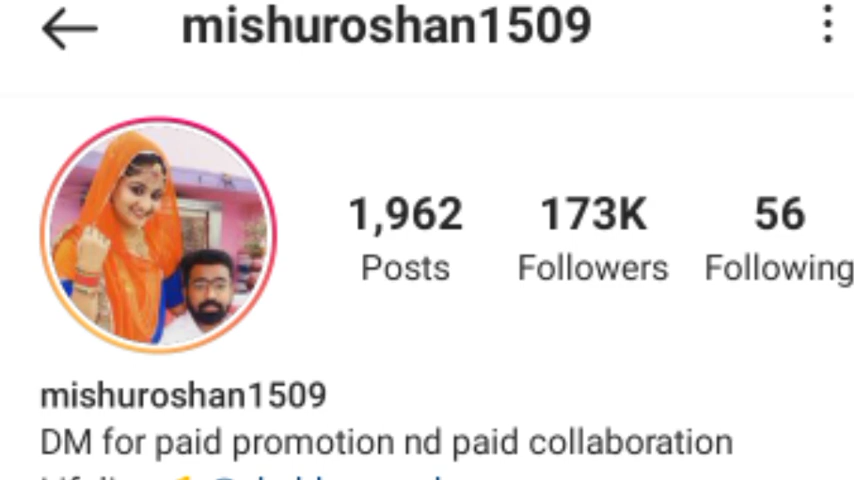 mishuroshan1509
1,962 173K 56
Posts Followers Following
mishuroshan1509
DM for paid promotion nd paid collaboration